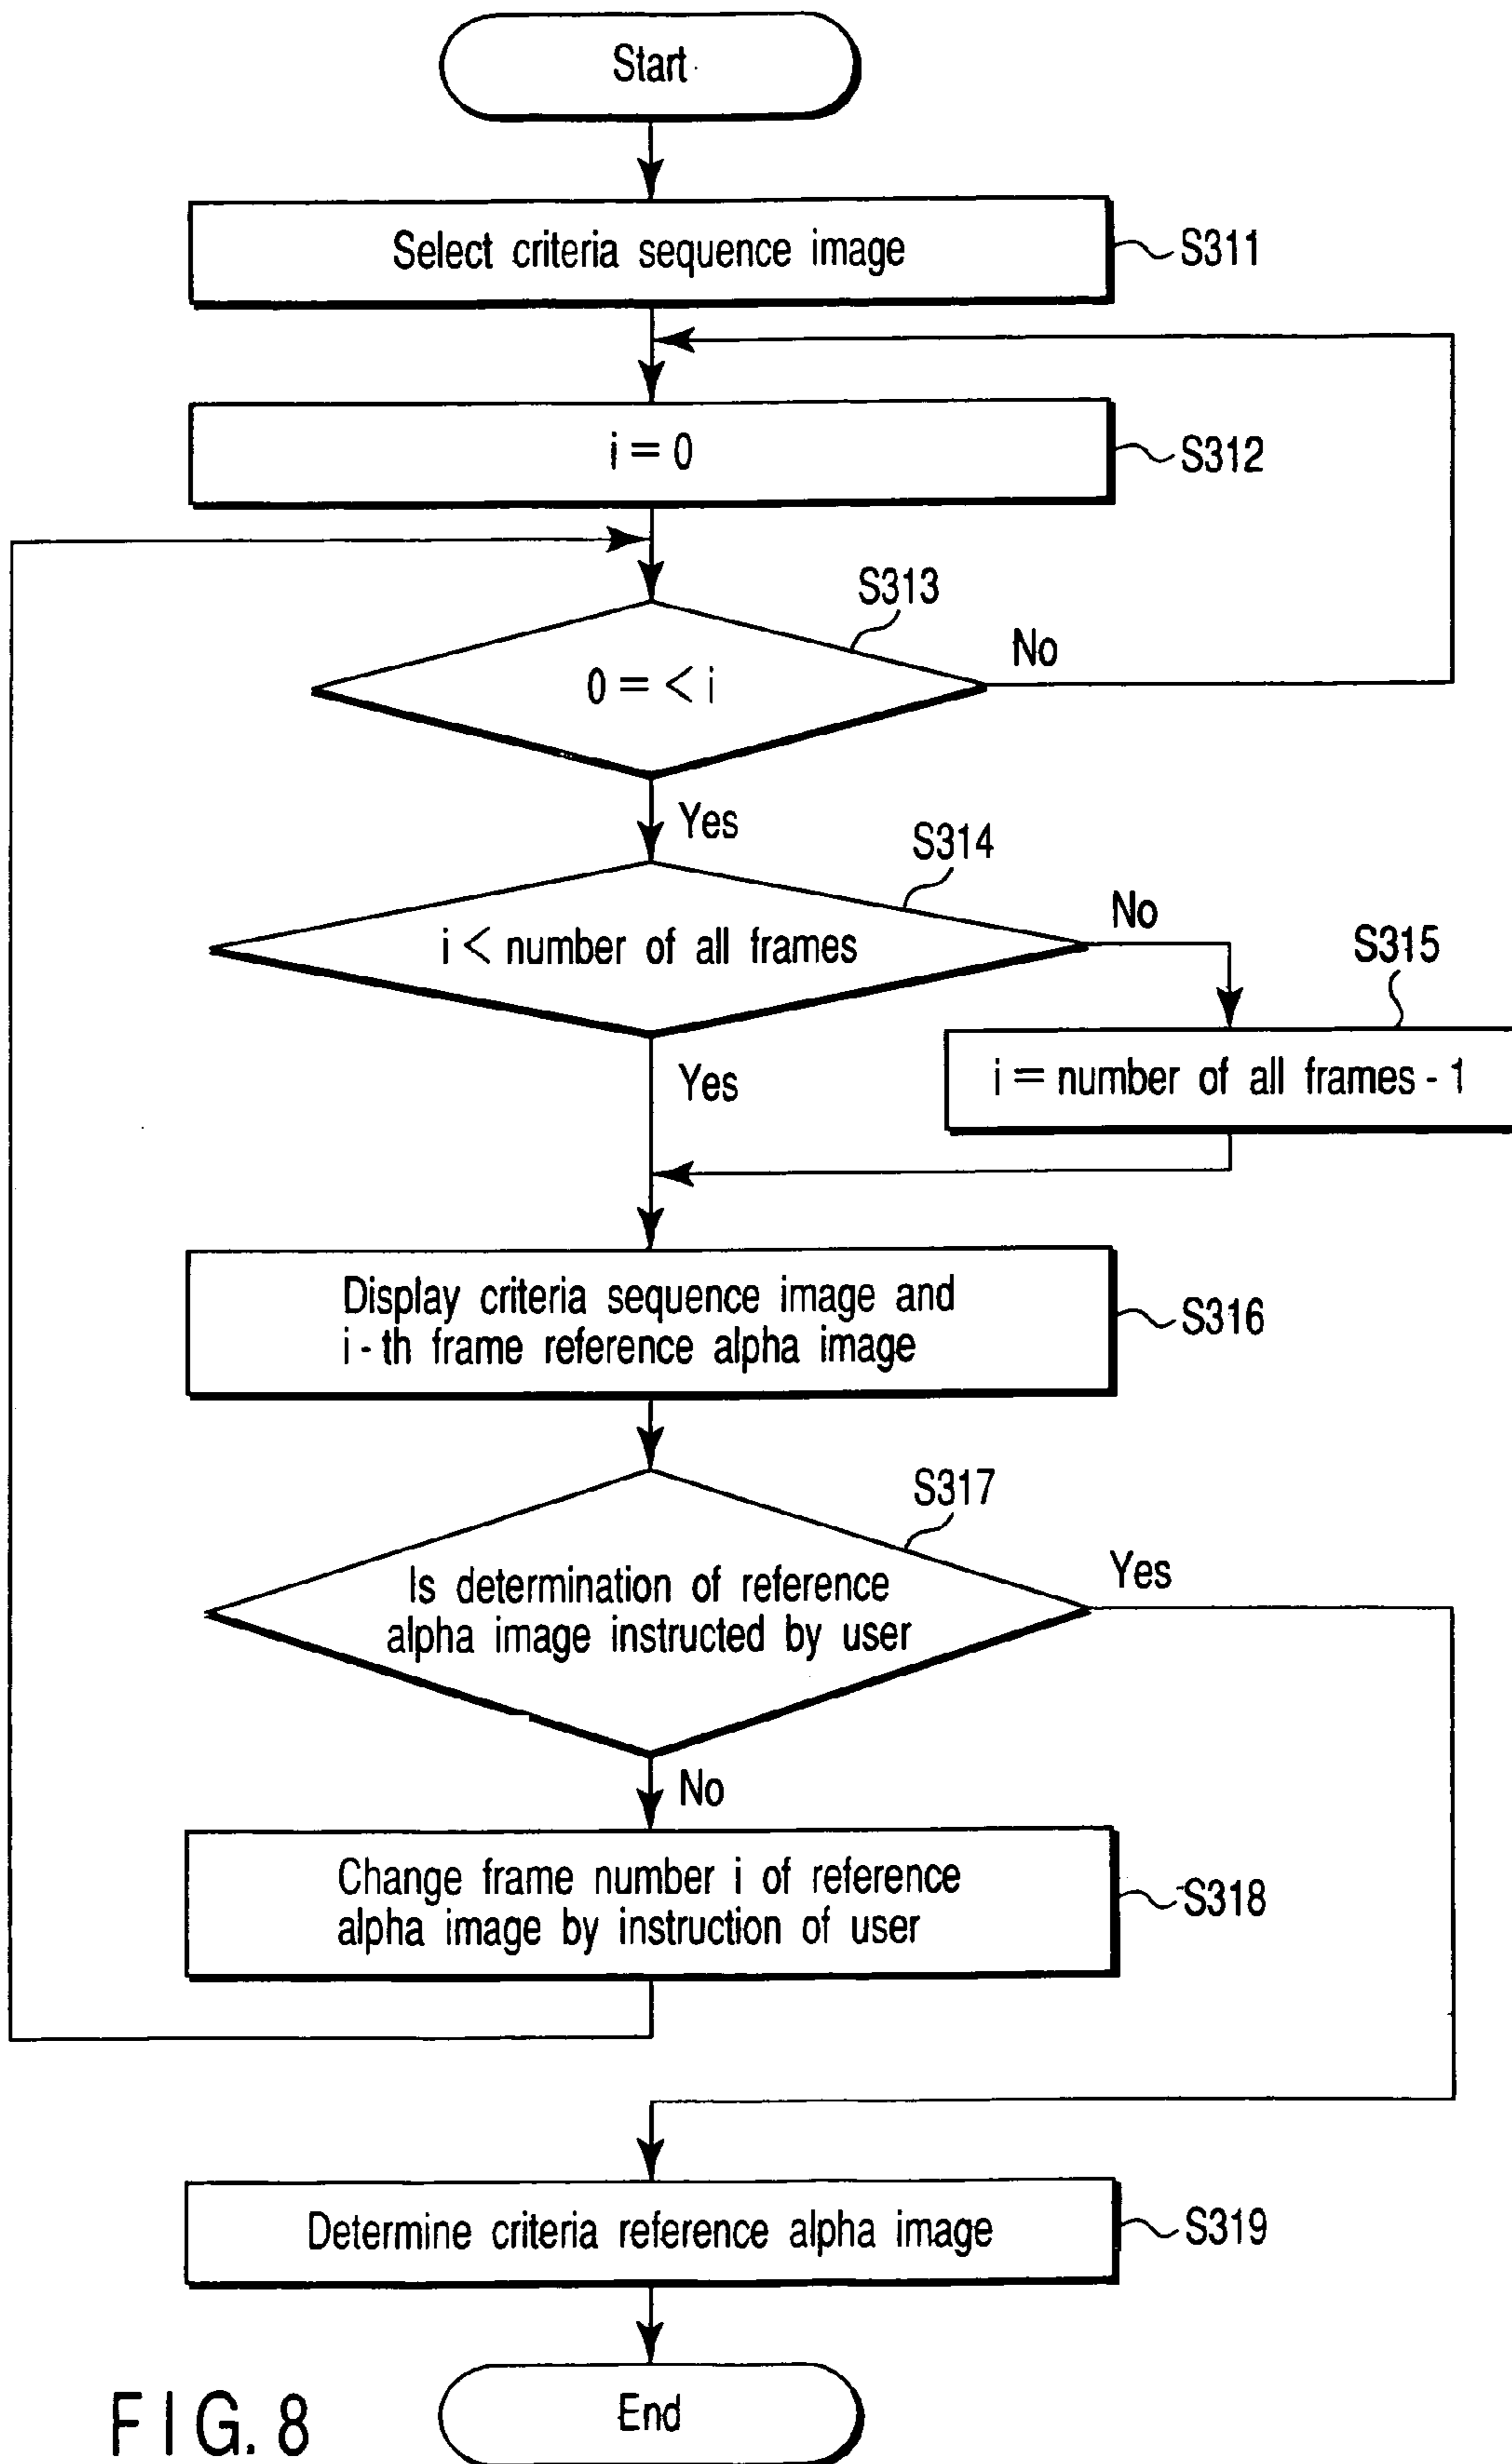 Start
Select criteria sequence image
S311
i = 0
S312
S313
0 = < i
No
Yes
S314
i < number of all frames
No
S315
i = number of all frames - 1
Yes
Display criteria sequence image and
i - th frame reference alpha image
S316
S317
Is determination of reference
alpha image instructed by user
Yes
No
Change frame number i of reference
alpha image by instruction of user
S318
Determine criteria reference alpha image
S319
End
FIG. 8